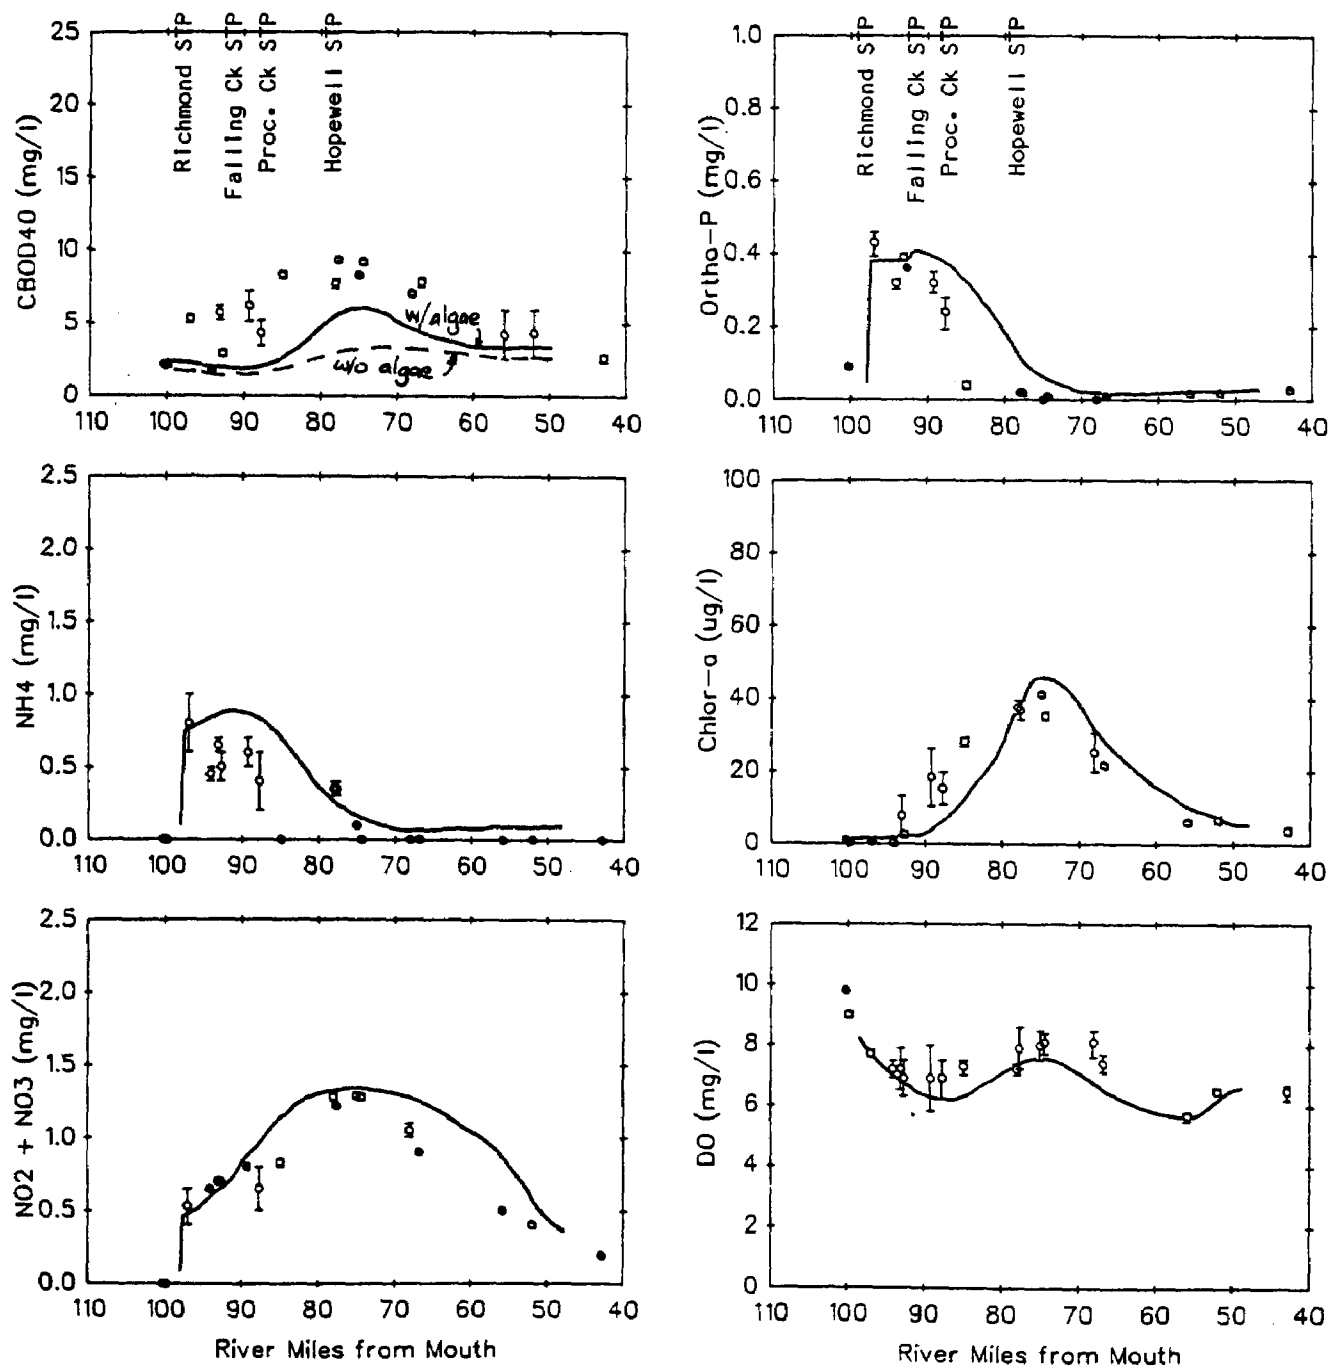 CBOD40 (mg/l)
25
20
15
10
5
0
110 100 90 80 70 60 50 40
Richmond STP
Falling Ck STP
Proc. Ck STP
Hopewell STP
w/algae
w/o algae
Ortho-P (mg/l)
1.0
0.8
0.6
0.4
0.2
0.0
110 100 90 80 70 60 50 40
Richmond STP
Falling Ck STP
Proc. Ck STP
Hopewell STP
NH4 (mg/l)
2.5
2.0
1.5
1.0
0.5
0.0
110 100 90 80 70 60 50 40
Chlor-a (ug/l)
100
80
60
40
20
0
110 100 90 80 70 60 50 40
NO2 + NO3 (mg/l)
2.5
2.0
1.5
1.0
0.5
0.0
110 100 90 80 70 60 50 40
River Miles from Mouth
DO (mg/l)
12
10
8
6
4
2
0
110 100 90 80 70 60 50 40
River Miles from Mouth